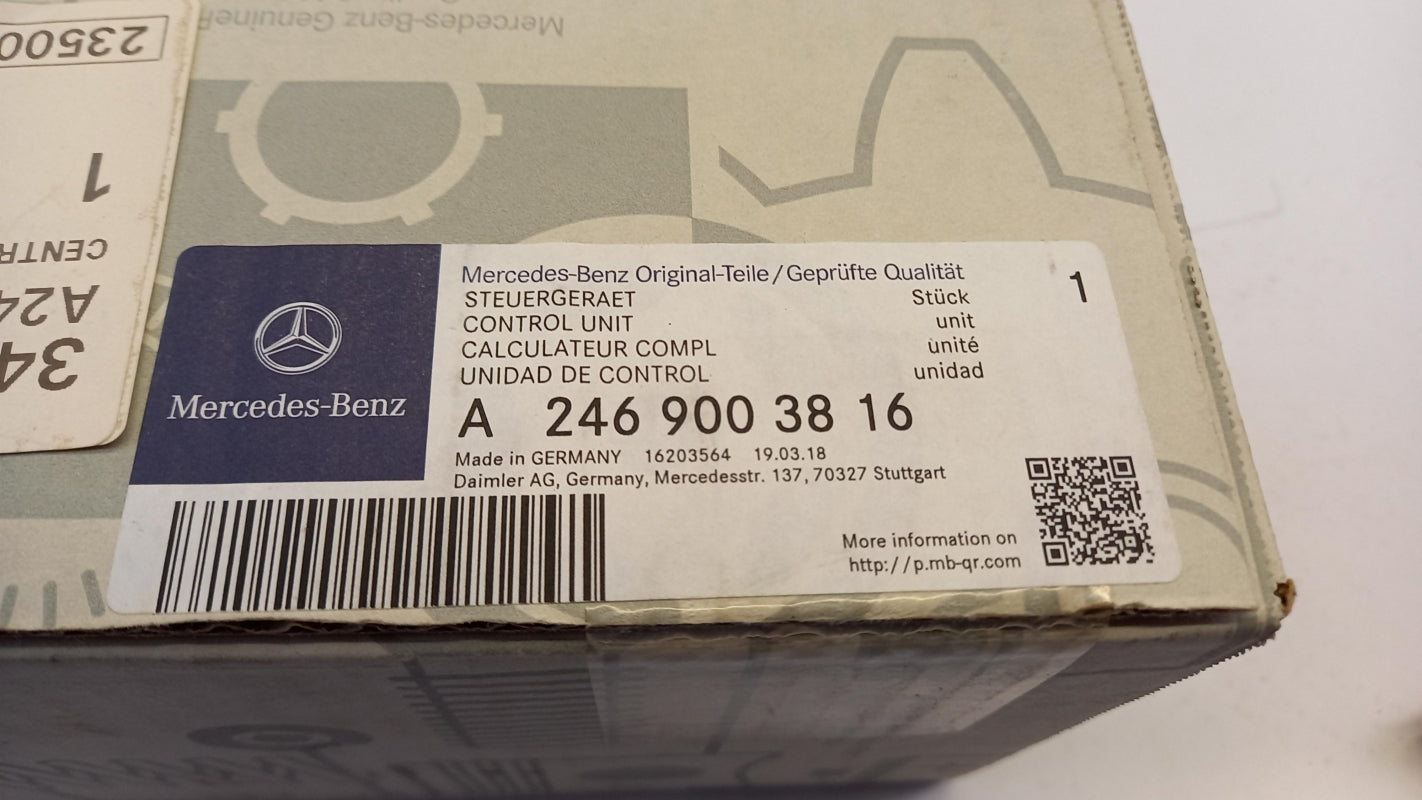 Mercedes-Benz Genuine
23500
1
CENTR
A24
34
Mercedes-Benz
Mercedes-Benz Original-Teile/Geprüfte Qualität
STEUERGERAET Stück 1
CONTROL UNIT unit
CALCULATEUR COMPL unité
UNIDAD DE CONTROL unidad
A 246 900 38 16
Made in GERMANY 16203564 19.03.18
Daimler AG, Germany, Mercedesstr. 137, 70327 Stuttgart
More information on
http://p.mb-qr.com